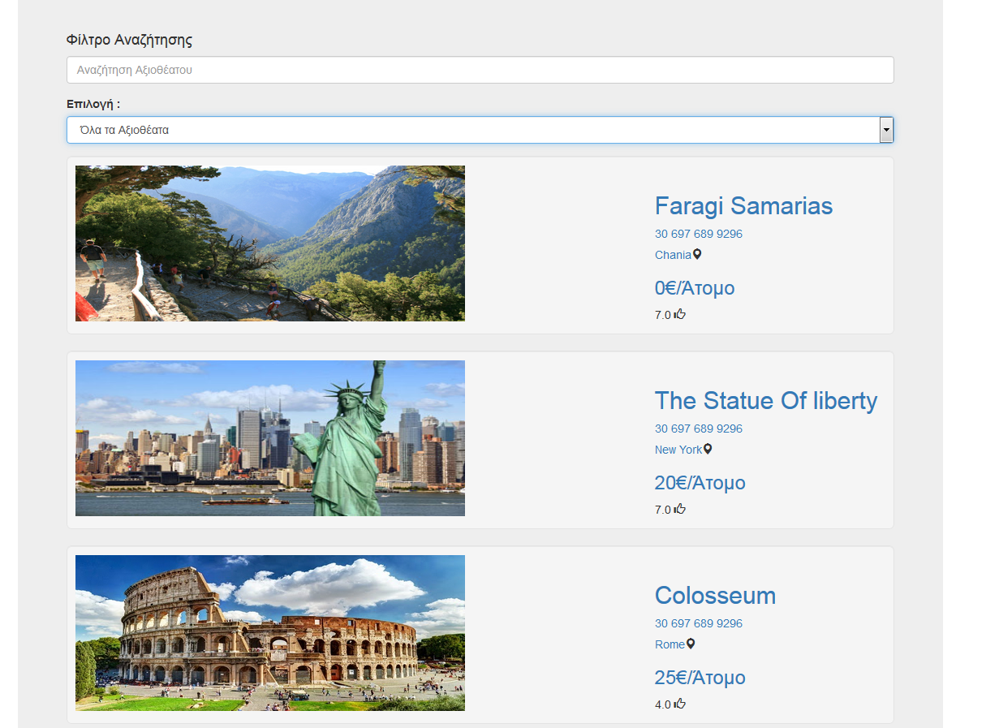 Φίλτρο Αναζήτησης
Αναζήτηση Αξιοθέατου
Επιλογή :
Όλα τα Αξιοθέατα
Faragi Samarias
30 697 689 9296
Chania
0€/Άτομο
7.0
The Statue Of liberty
30 697 689 9296
New York
20€/Άτομο
7.0
Colosseum
30 697 689 9296
Rome
25€/Άτομο
4.0